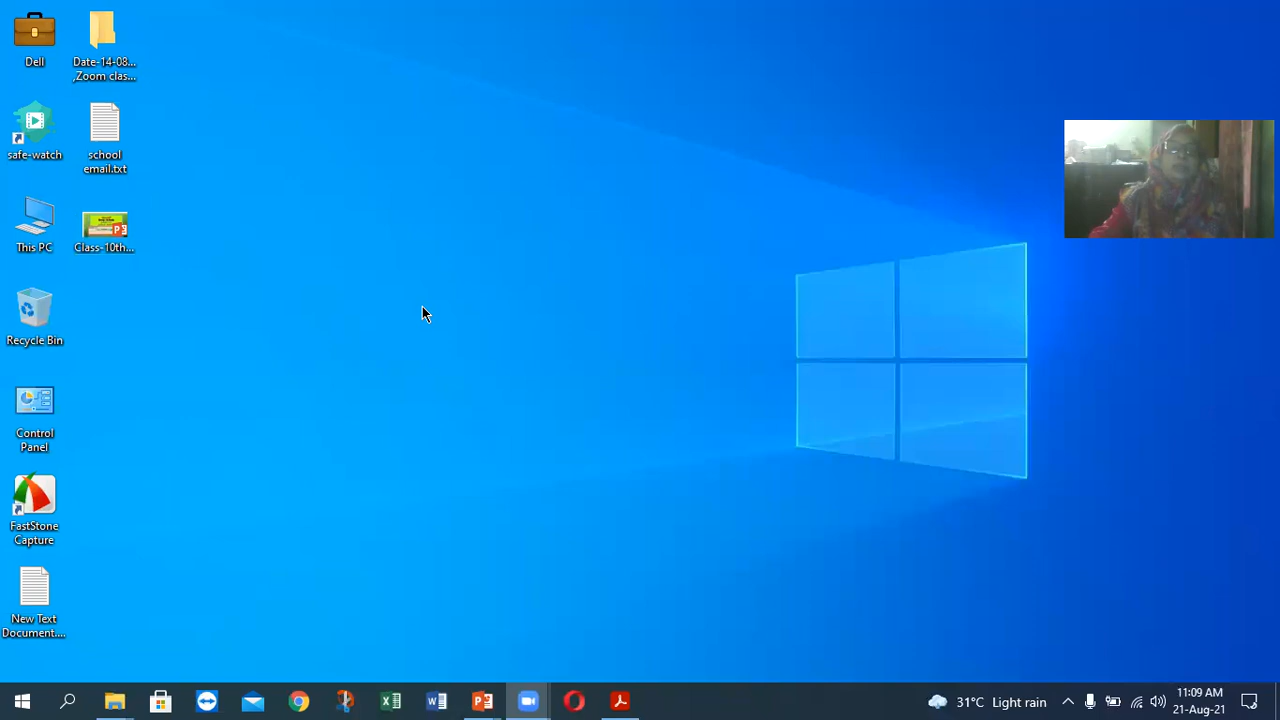 Dell
Date-14-08...
,Zoom clas...
safe-watch
school
email.txt
This PC
Class-10th...
Recycle Bin
Control
Panel
FastStone
Capture
New Text
Document....
31°C Light rain
11:09 AM
21-Aug-21